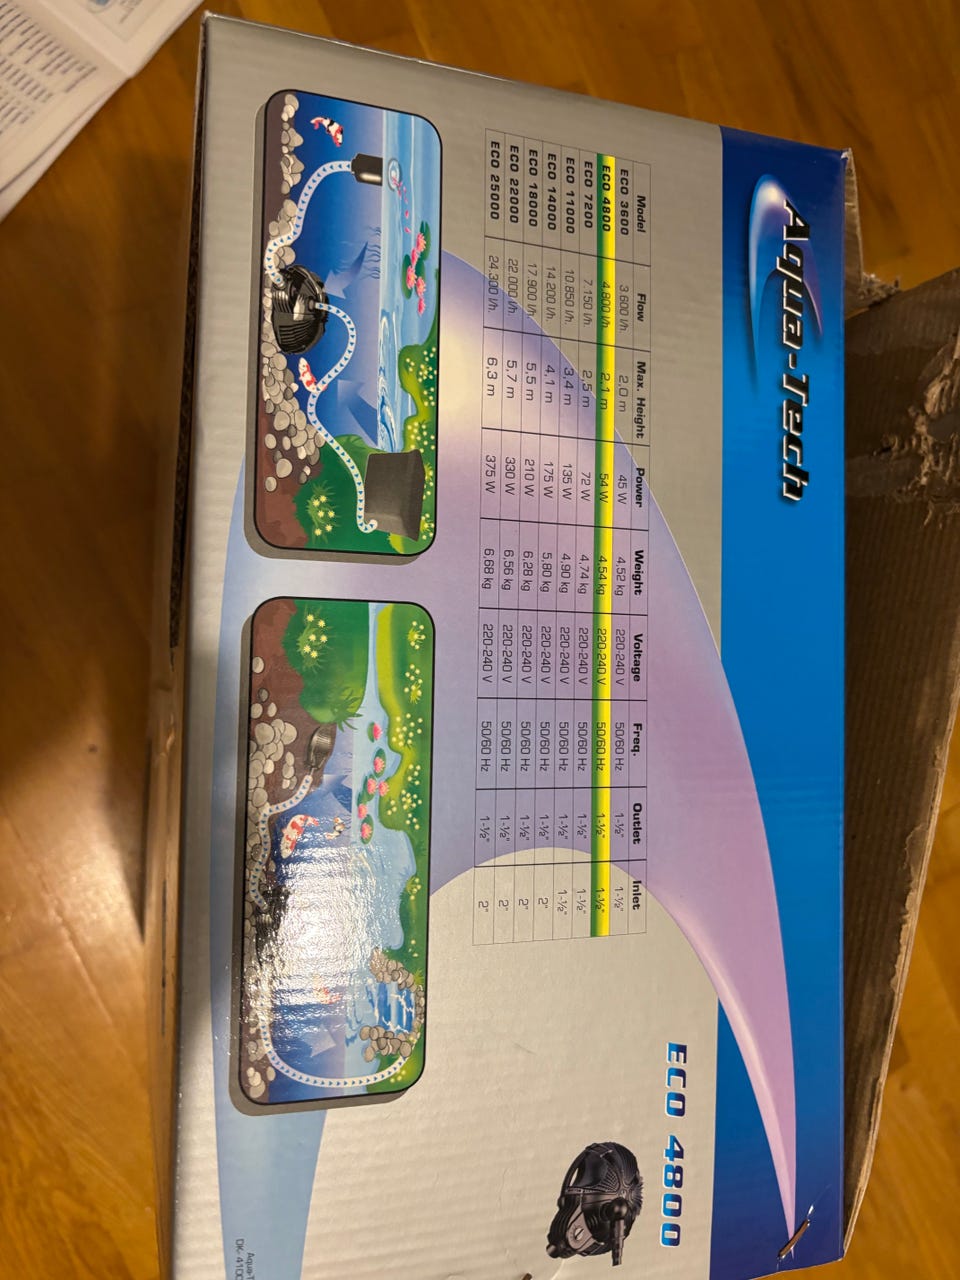 Aqua-Tech
Model Flow Max. Height Power Weight Voltage Freq. Outlet Inlet
ECO 3600 3.600 l/h. 2,0 m 45 W 4,52 kg 220-240 V 50/60 Hz 1-½" 1-½"
ECO 4800 4.800 l/h. 2,1 m 54 W 4,54 kg 220-240 V 50/60 Hz 1-½" 1-½"
ECO 7200 7.150 l/h. 2,5 m 72 W 4,74 kg 220-240 V 50/60 Hz 1-½" 1-½"
ECO 11000 10.850 l/h. 3,4 m 135 W 4,90 kg 220-240 V 50/60 Hz 1-½" 1-½"
ECO 14000 14.200 l/h. 4,1 m 175 W 5,80 kg 220-240 V 50/60 Hz 1-½" 2"
ECO 18000 17.900 l/h. 5,5 m 210 W 6,28 kg 220-240 V 50/60 Hz 1-½" 2"
ECO 22000 22.000 l/h. 5,7 m 330 W 6,56 kg 220-240 V 50/60 Hz 1-½" 2"
ECO 25000 24.300 l/h. 6,3 m 375 W 6,68 kg 220-240 V 50/60 Hz 1-½" 2"
ECO 4800
Aqua-T
DK-410